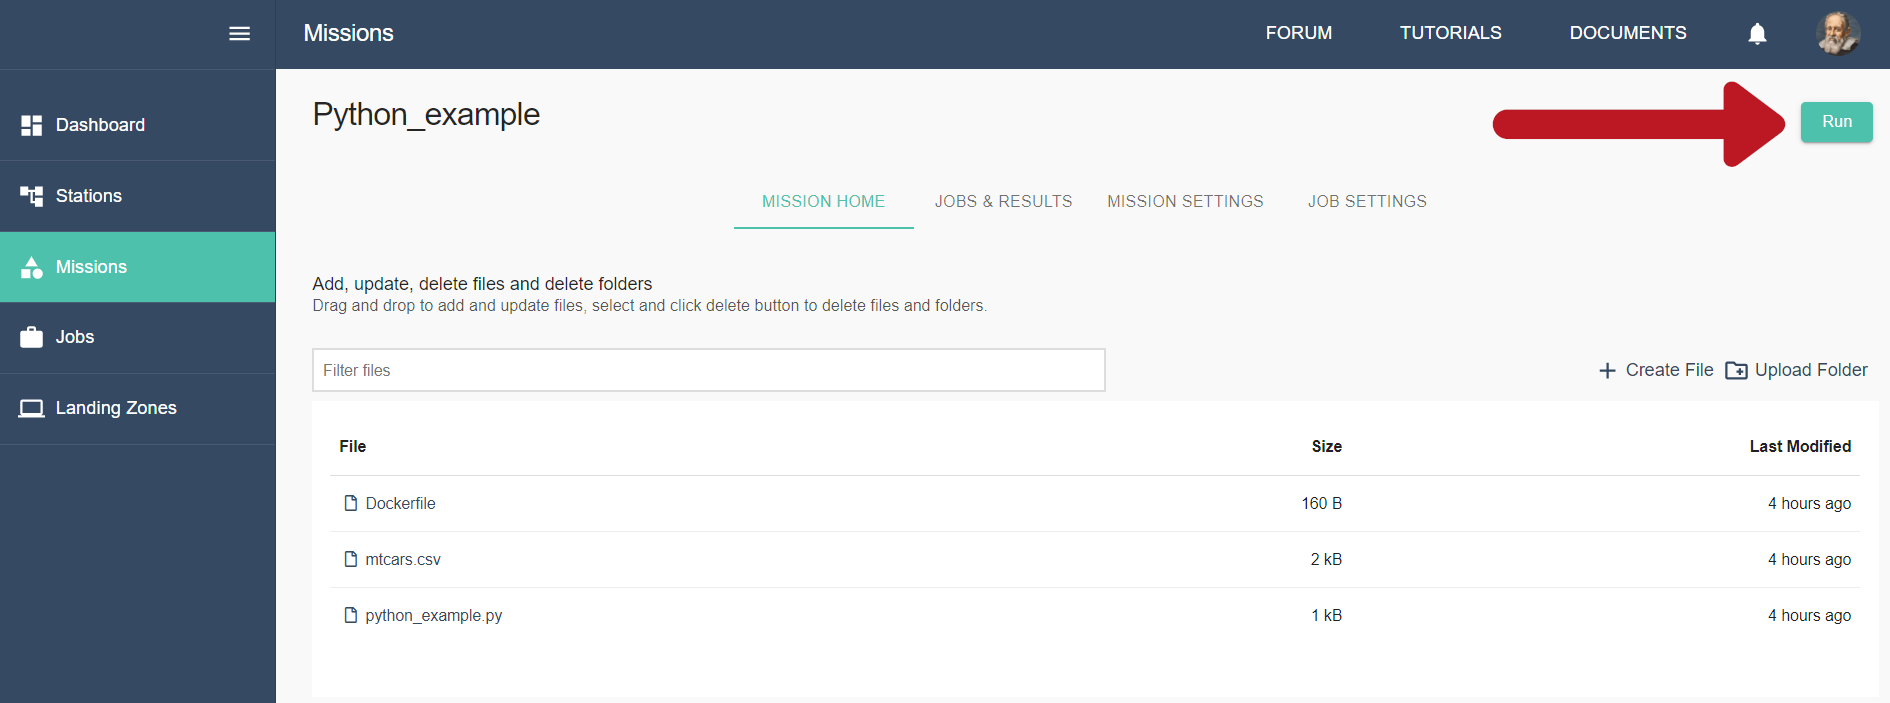 Missions
FORUM
TUTORIALS
DOCUMENTS
Dashboard
Stations
Missions
Jobs
Landing Zones
Python_example
Run
MISSION HOME
JOBS & RESULTS
MISSION SETTINGS
JOB SETTINGS
Add, update, delete files and delete folders
Drag and drop to add and update files, select and click delete button to delete files and folders.
Filter files
Create File
Upload Folder
File Size Last Modified
Dockerfile 160 B 4 hours ago
mtcars.csv 2 kB 4 hours ago
python_example.py 1 kB 4 hours ago